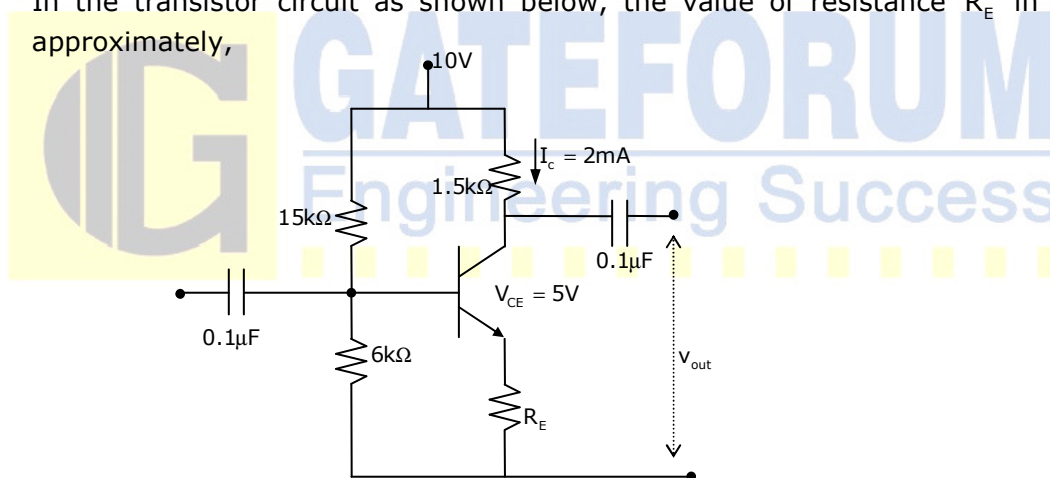 In the transistor circuit as shown below, the value of resistance R_E in
approximately,
GATEFORUM
Engineering Success
10V
I_c = 2mA
1.5kΩ
15kΩ
0.1μF
V_CE = 5V
0.1μF
6kΩ
v_out
R_E